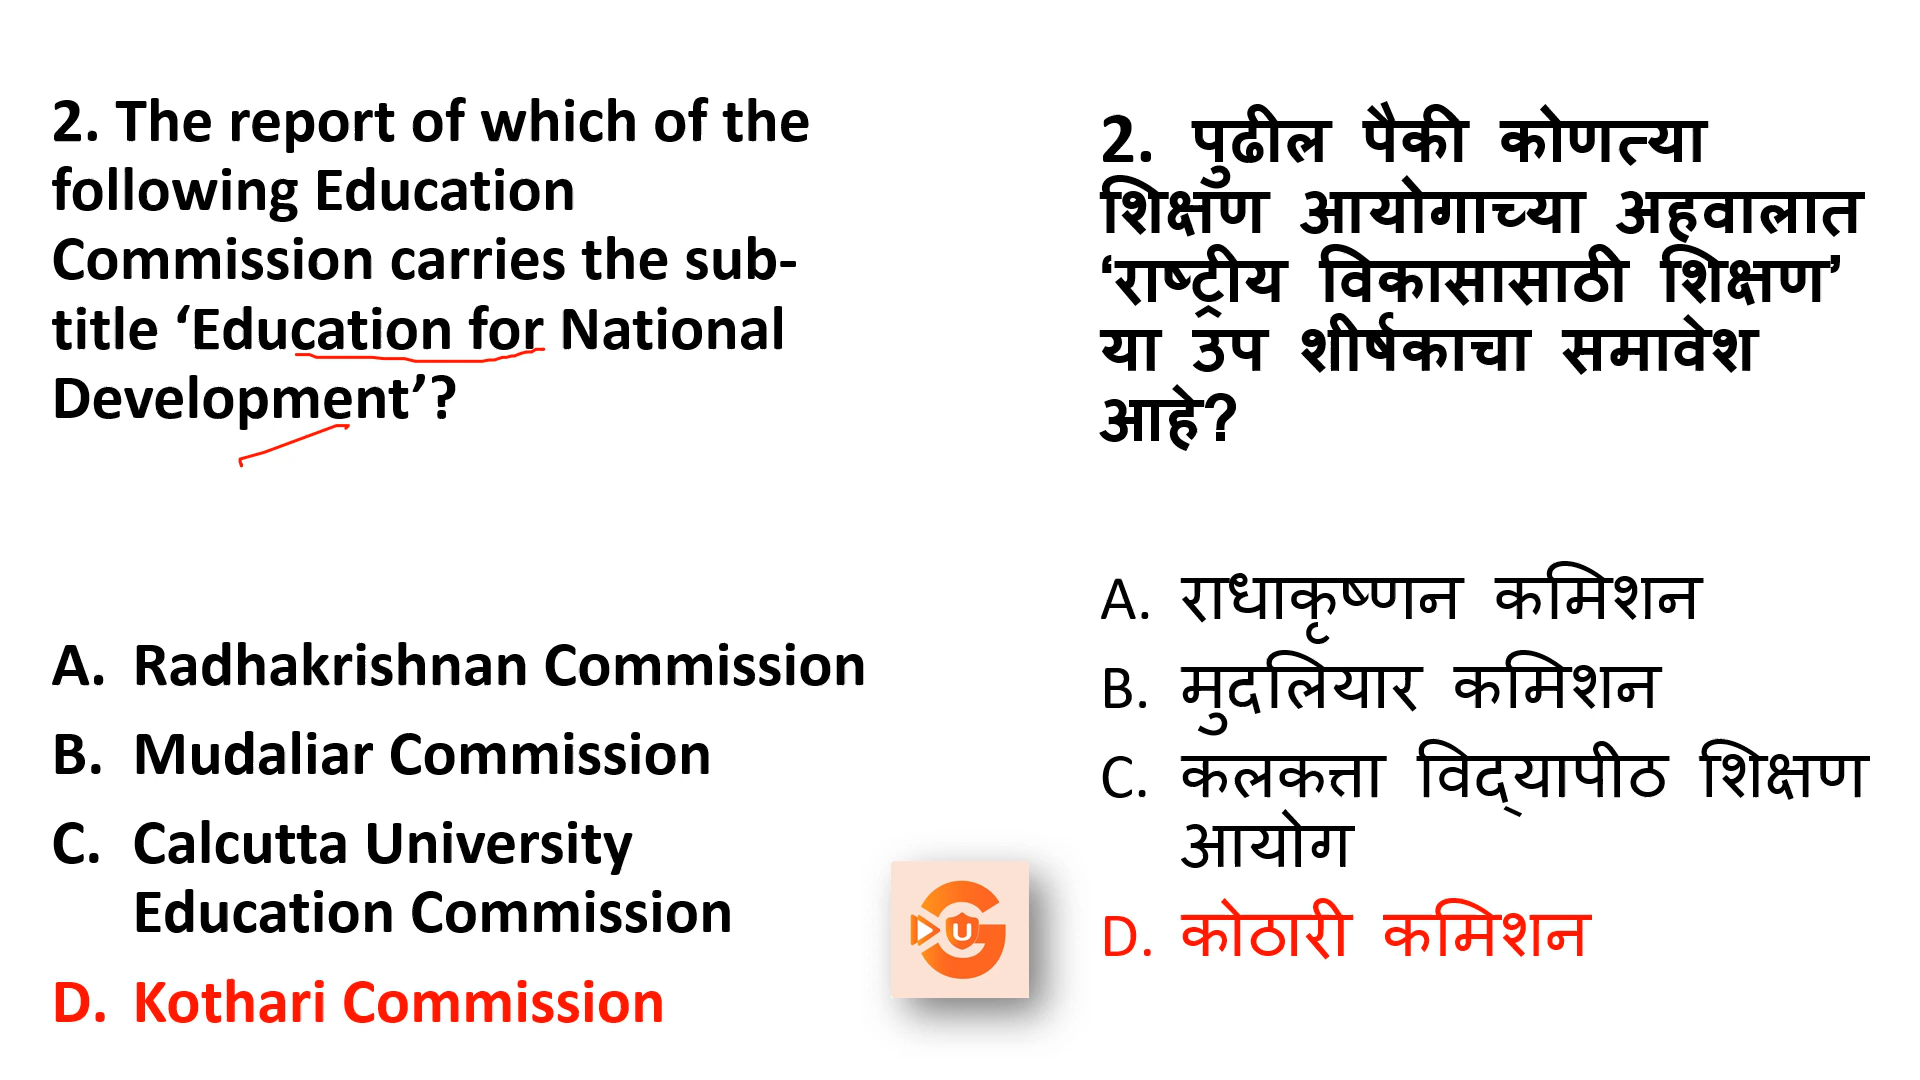 2. The report of which of the
following Education
Commission carries the sub-
title ‘Education for National
Development’?
A. Radhakrishnan Commission
B. Mudaliar Commission
C. Calcutta University
Education Commission
D. Kothari Commission
2. पुढील पैकी कोणत्या
शिक्षण आयोगाच्या अहवालात
‘राष्ट्रीय विकासासाठी शिक्षण’
या उप शीर्षकाचा समावेश
आहे?
A. राधाकृष्णन कमिशन
B. मुदलियार कमिशन
C. कलकत्ता विद्यापीठ शिक्षण
आयोग
D. कोठारी कमिशन
U